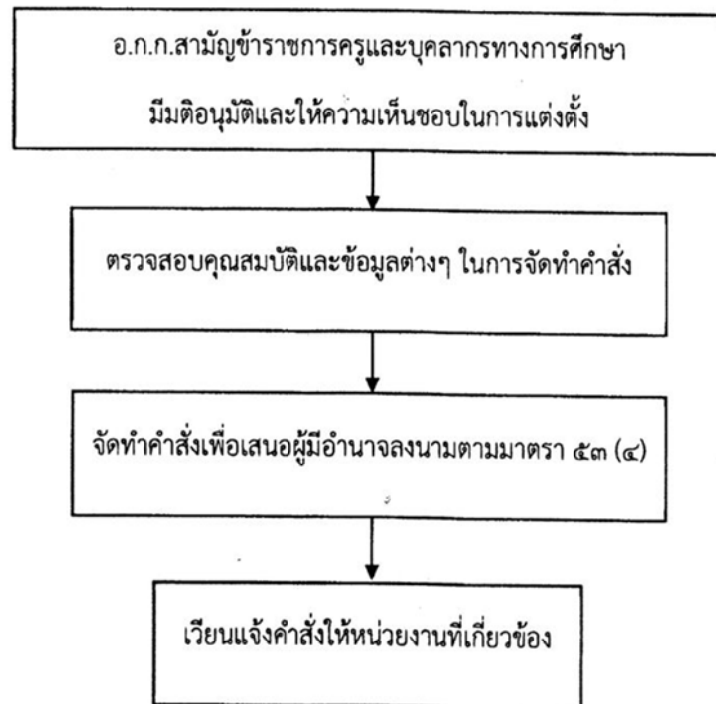 อ.ก.ก.สามัญข้าราชการครูและบุคลากรทางการศึกษา
มีมติอนุมัติและให้ความเห็นชอบในการแต่งตั้ง
ตรวจสอบคุณสมบัติและข้อมูลต่างๆ ในการจัดทำคำสั่ง
จัดทำคำสั่งเพื่อเสนอผู้มีอำนาจลงนามตามมาตรา ๕๓ (๔)
เวียนแจ้งคำสั่งให้หน่วยงานที่เกี่ยวข้อง